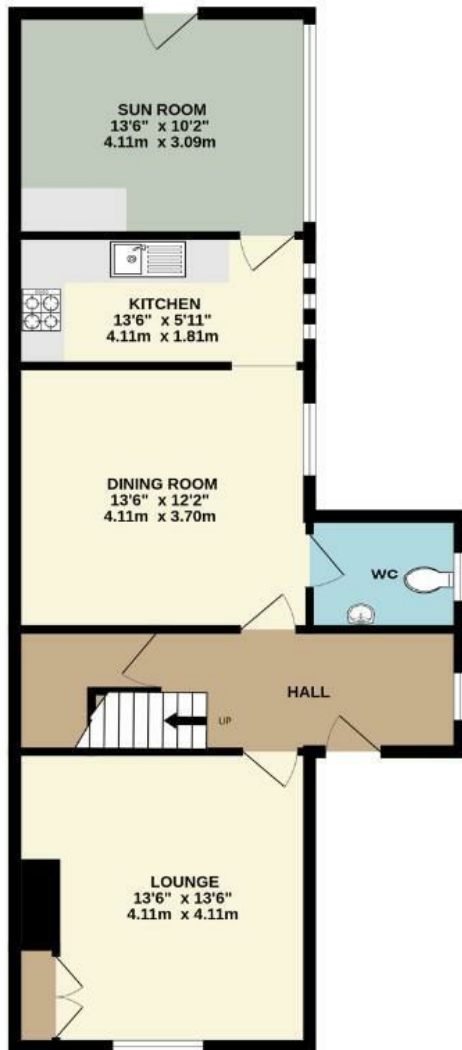 SUN ROOM
13'6" x 10'2"
4.11m x 3.09m
KITCHEN
13'6" x 5'11"
4.11m x 1.81m
DINING ROOM
13'6" x 12'2"
4.11m x 3.70m
WC
HALL
UP
LOUNGE
13'6" x 13'6"
4.11m x 4.11m